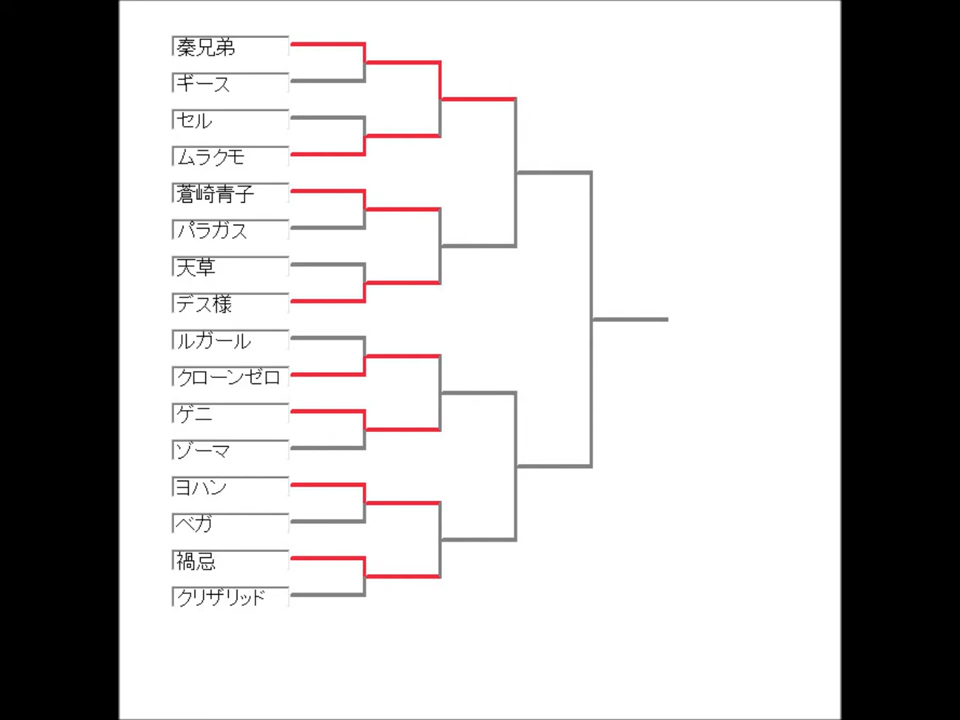 秦兄弟
ギース
セル
ムラクモ
蒼崎青子
パラガス
天草
デス様
ルガール
クローンゼロ
ゲニ
ゾーマ
ヨハン
ベガ
禍忌
クリザリッド